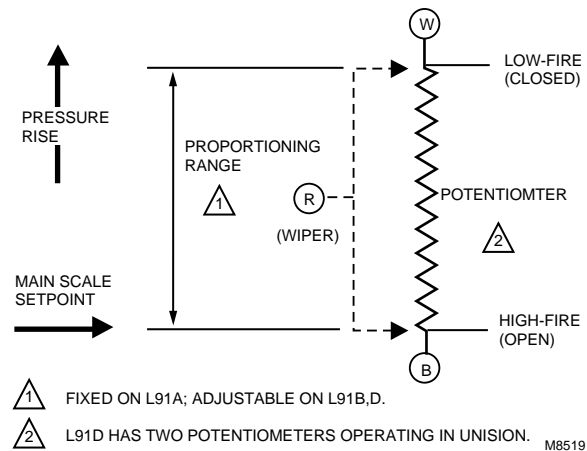 W
LOW-FIRE
(CLOSED)
PRESSURE
RISE
PROPORTIONING
RANGE
1
R
(WIPER)
POTENTIOMTER
2
MAIN SCALE
SETPOINT
HIGH-FIRE
(OPEN)
B
1 FIXED ON L91A; ADJUSTABLE ON L91B,D.
2 L91D HAS TWO POTENTIOMETERS OPERATING IN UNISION.
M8519